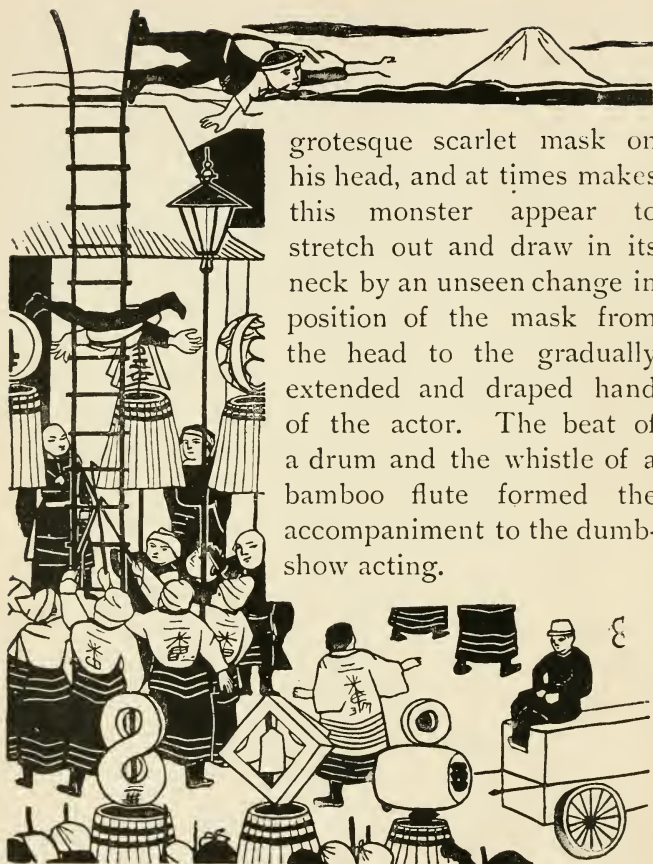 grotesque scarlet mask on
his head, and at times makes
this monster appear to
stretch out and draw in its
neck by an unseen change in
position of the mask from
the head to the gradually
extended and draped hand
of the actor. The beat of
a drum and the whistle of a
bamboo flute formed the
accompaniment to the dumb-
show acting.
8